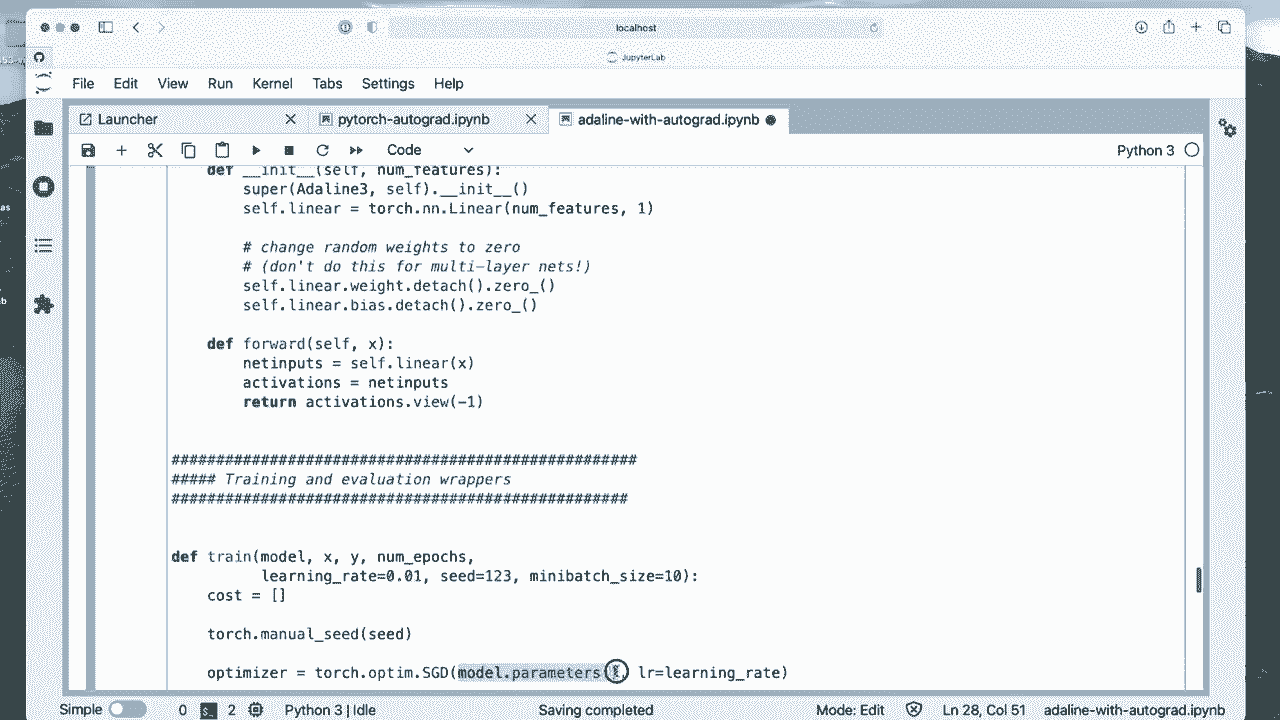 localhost
JupyterLab
File Edit View Run Kernel Tabs Settings Help
Launcher pytorch-autograd.ipynb adaline-with-autograd.ipynb
Code Python 3
def __init__(self, num_features):
super(Adaline3, self).__init__()
self.linear = torch.nn.Linear(num_features, 1)
# change random weights to zero
# (don't do this for multi-layer nets!)
self.linear.weight.detach().zero_()
self.linear.bias.detach().zero_()
def forward(self, x):
netinputs = self.linear(x)
activations = netinputs
return activations.view(-1)
####################################################
##### Training and evaluation wrappers
###################################################
def train(model, x, y, num_epochs,
learning_rate=0.01, seed=123, minibatch_size=10):
cost = []
torch.manual_seed(seed)
optimizer = torch.optim.SGD(model.parameters(), lr=learning_rate)
Simple 0 2 Python 3 | Idle Saving completed Mode: Edit Ln 28, Col 51 adaline-with-autograd.ipynb